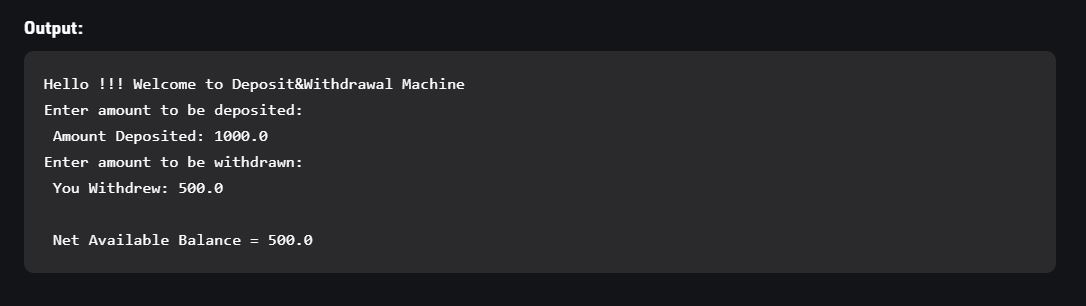 Output:
Hello !!! Welcome to Deposit&Withdrawal Machine
Enter amount to be deposited:
 Amount Deposited: 1000.0
Enter amount to be withdrawn:
 You Withdrew: 500.0
 Net Available Balance = 500.0